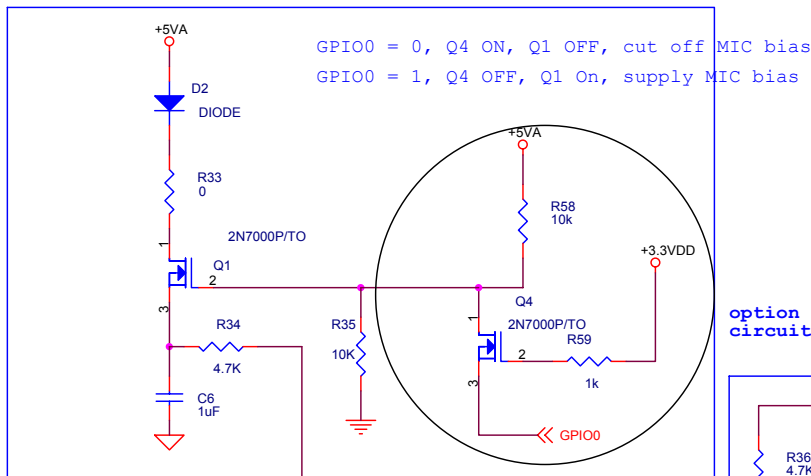 +5VA
GPIO0 = 0, Q4 ON, Q1 OFF, cut off MIC bias
GPIO0 = 1, Q4 OFF, Q1 On, supply MIC bias
D2
DIODE
+5VA
R33
0
R58
10k
2N7000P/TO
+3.3VDD
1
Q1
2
3
Q4
1
2N7000P/TO
option
circuit
R34
4.7K
R35
10K
R59
2
1k
3
C6
1uF
GPIO0
R36
4.7K